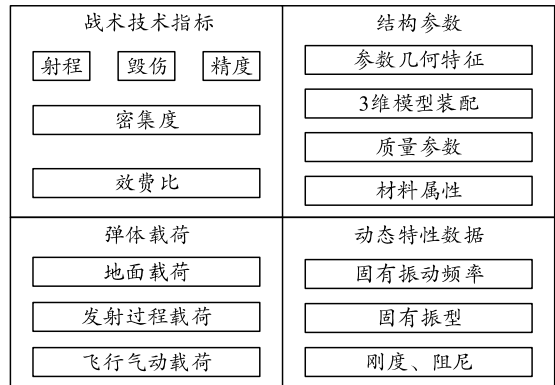 战术技术指标
射程 毁伤 精度
密集度
效费比
结构参数
参数几何特征
3维模型装配
质量参数
材料属性
弹体载荷
地面载荷
发射过程载荷
飞行气动载荷
动态特性数据
固有振动频率
固有振型
刚度、阻尼